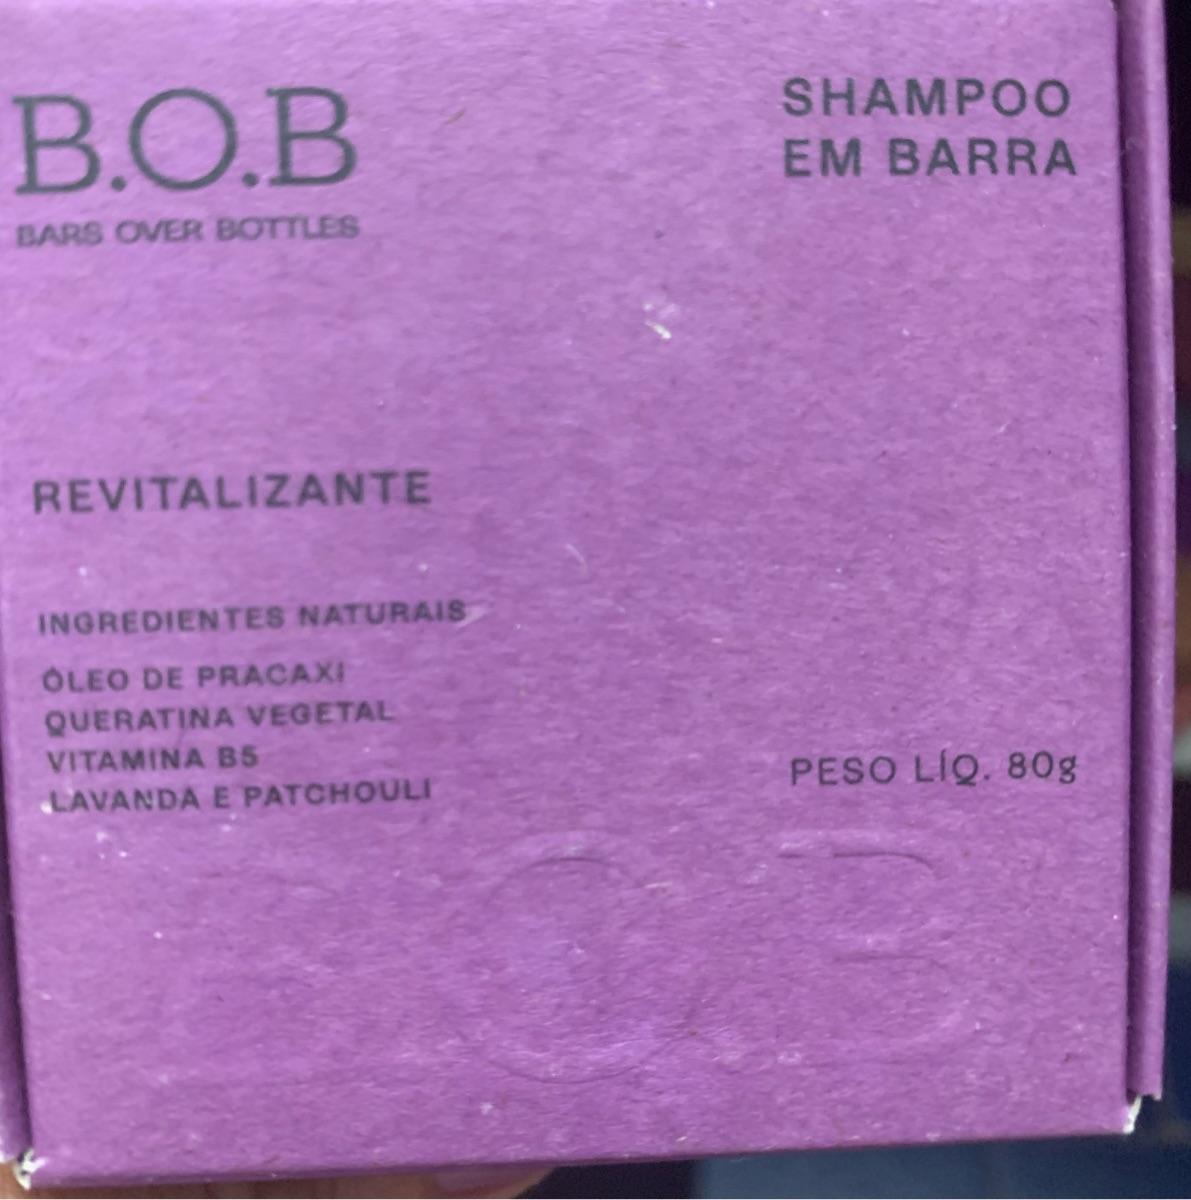 B.O.B
BARS OVER BOTTLES
SHAMPOO
EM BARRA
REVITALIZANTE
INGREDIENTES NATURAIS
ÓLEO DE PRACAXI
QUERATINA VEGETAL
VITAMINA B5
LAVANDA E PATCHOULI
PESO LÍQ. 80g